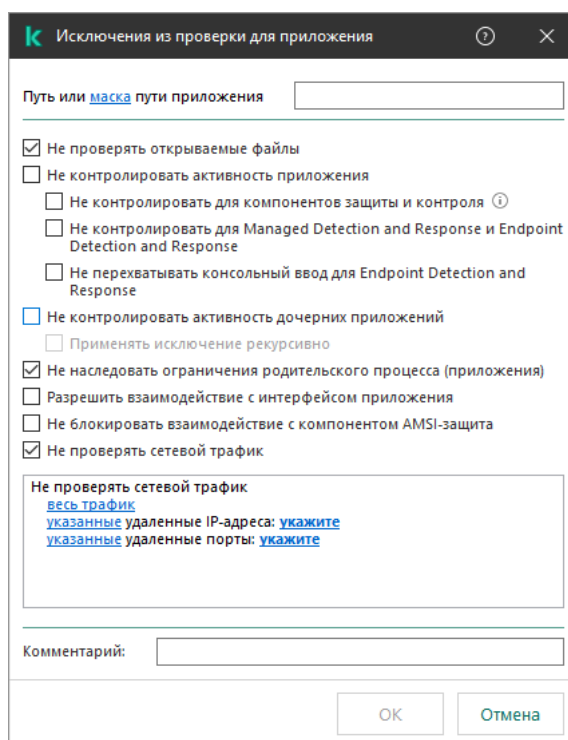 Исключения из проверки для приложения
Путь или маска пути приложения
Не проверять открываемые файлы
Не контролировать активность приложения
Не контролировать для компонентов защиты и контроля
Не контролировать для Managed Detection and Response и Endpoint
Detection and Response
Не перехватывать консольный ввод для Endpoint Detection and
Response
Не контролировать активность дочерних приложений
Применять исключение рекурсивно
Не наследовать ограничения родительского процесса (приложения)
Разрешить взаимодействие с интерфейсом приложения
Не блокировать взаимодействие с компонентом AMSI-защита
Не проверять сетевой трафик
Не проверять сетевой трафик
весь трафик
указанные удаленные IP-адреса: укажите
указанные удаленные порты: укажите
Комментарий:
ОК Отмена